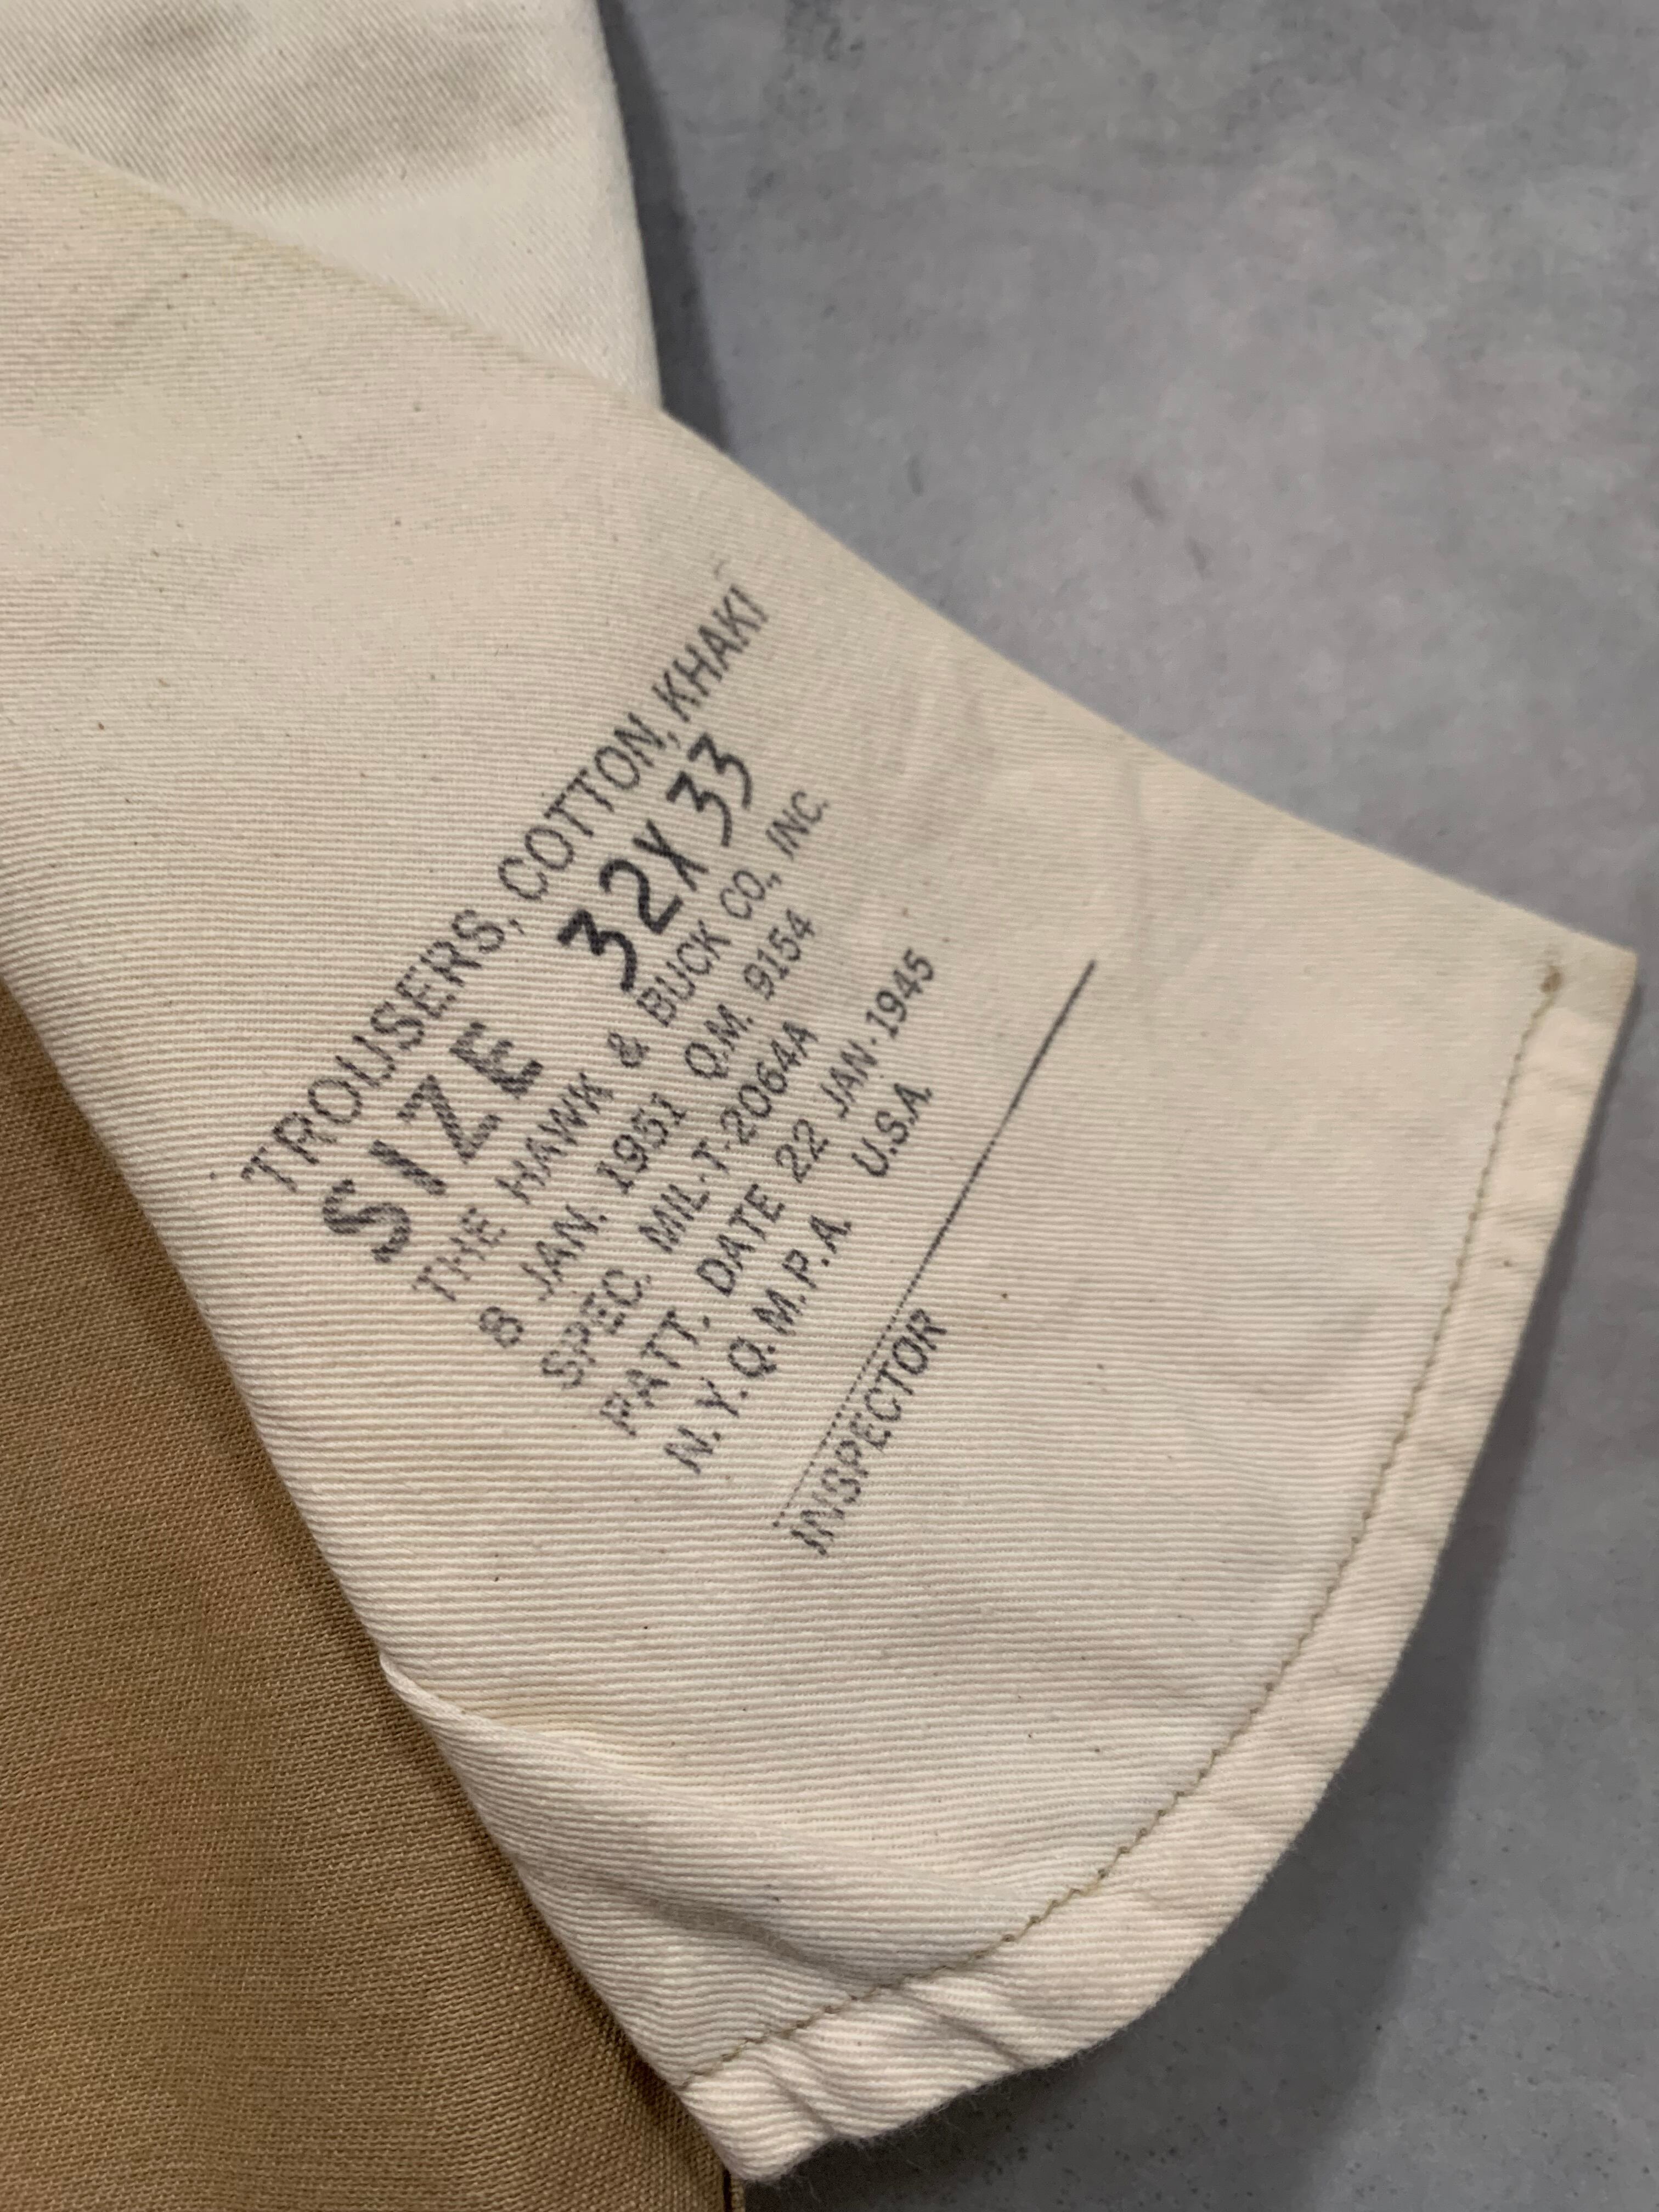 TROUSERS, COTTON, KHAKI
SIZE 32X33
THE HAWK & BUCK CO., INC.
8 JAN. 1951 Q.M. 9154
SPEC. MIL-T-2064A
PATT. DATE 22 JAN. 1945
N.Y.Q.M.P.A. U.S.A.
INSPECTOR